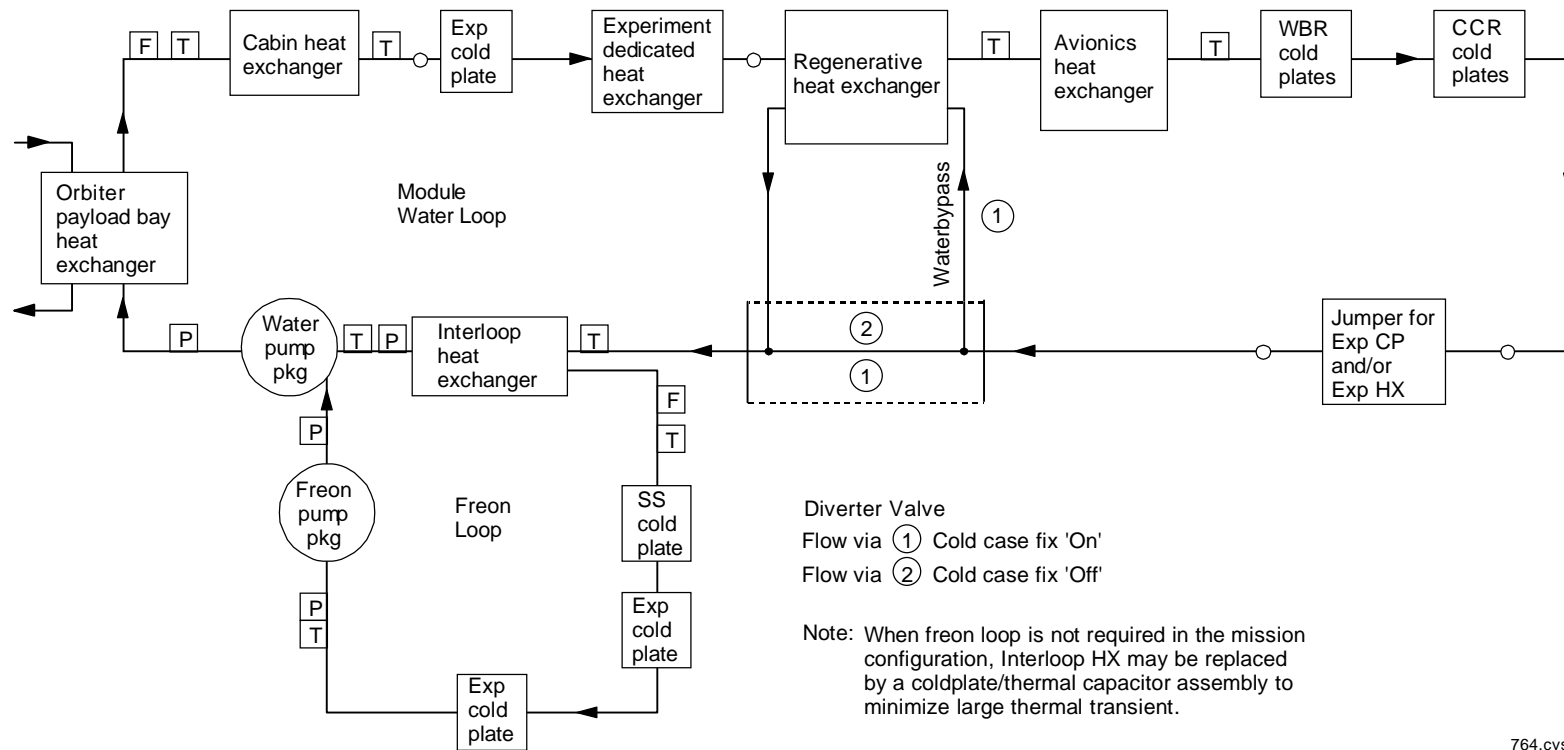 F
T
Cabin heat
exchanger
T
Exp
cold
plate
Experiment
dedicated
heat
exchanger
Regenerative
heat exchanger
T
Avionics
heat
exchanger
T
WBR
cold
plates
CCR
cold
plates
Orbiter
payload bay
heat
exchanger
Module
Water Loop
Waterbypass
1
P
Water
pump
pkg
T
P
Interloop
heat
exchanger
T
2
1
Jumper for
Exp CP
and/or
Exp HX
P
F
T
Freon
pump
pkg
Freon
Loop
SS
cold
plate
P
T
Exp
cold
plate
Exp
cold
plate
Diverter Valve
Flow via 1 Cold case fix 'On'
Flow via 2 Cold case fix 'Off'
Note: When freon loop is not required in the mission
configuration, Interloop HX may be replaced
by a coldplate/thermal capacitor assembly to
minimize large thermal transient.
764.cvs